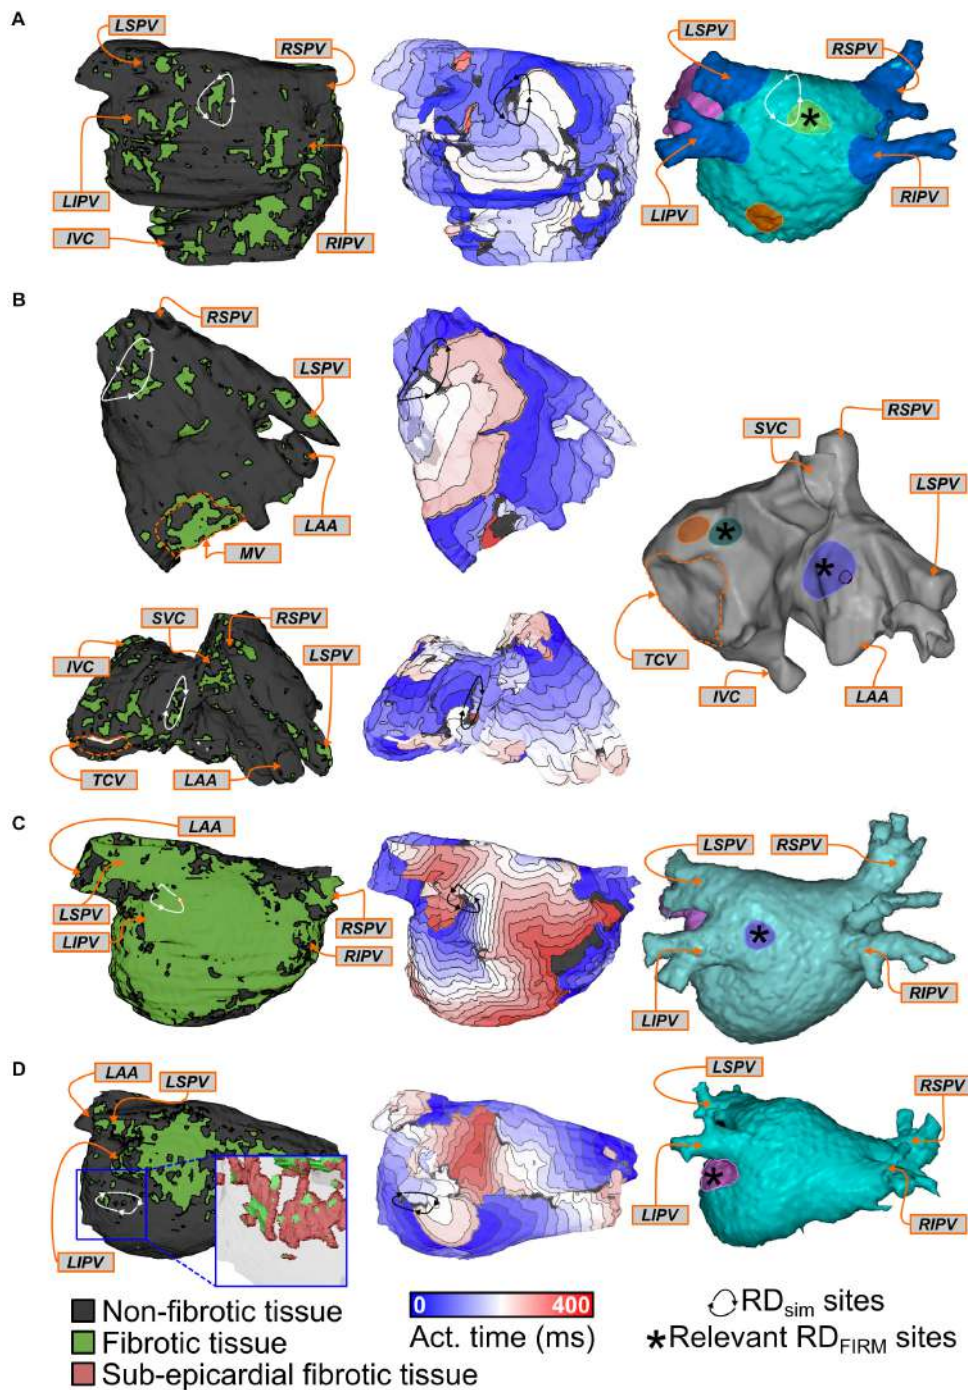 A
LSPV
RSPV
LSPV
RSPV
LIPV
IVC
RIPV
LIPV
RIPV
*
B
RSPV
LSPV
LAA
MV
SVC
RSPV
LSPV
*
*
TCV
IVC
LAA
SVC
RSPV
IVC
LSPV
TCV
LAA
C
LAA
LSPV
LIPV
RSPV
RIPV
LSPV
RSPV
*
LIPV
RIPV
D
LAA
LSPV
LIPV
LSPV
RSPV
LIPV
*
RIPV
Non-fibrotic tissue
Fibrotic tissue
Sub-epicardial fibrotic tissue
0 400
Act. time (ms)
RDsim sites
*Relevant RDFIRM sites